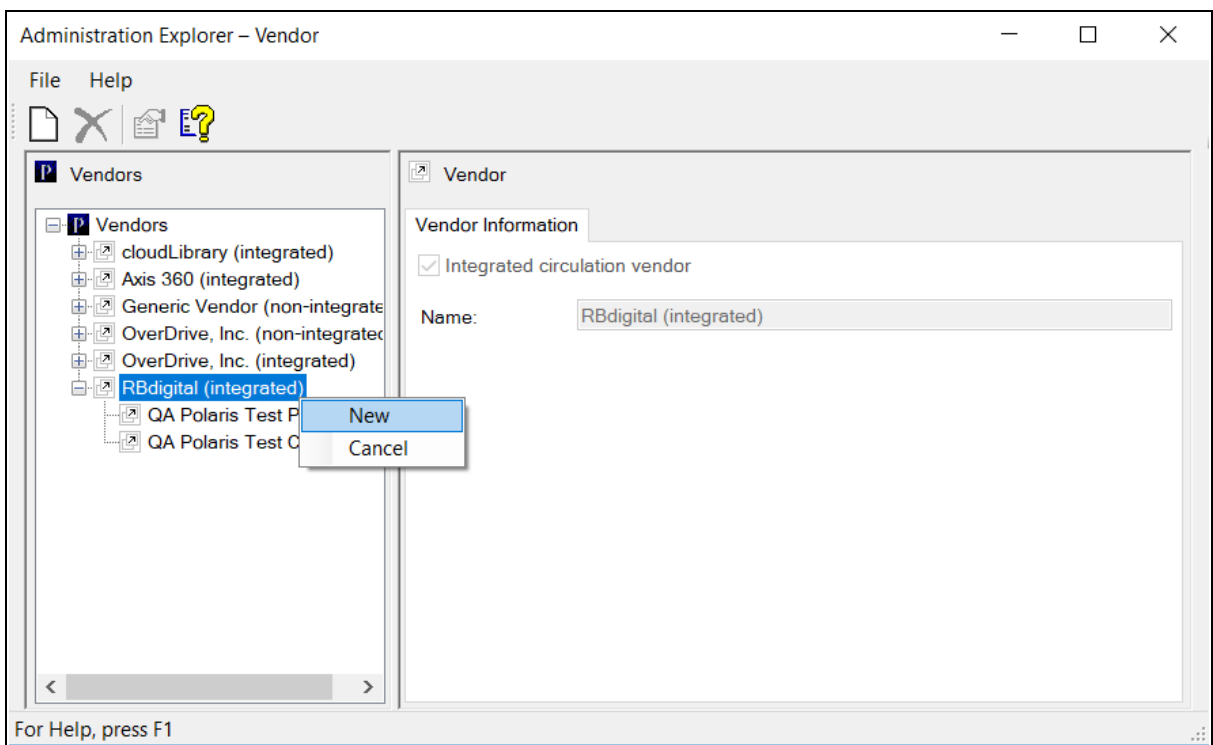 Administration Explorer – Vendor
File Help
Vendors
Vendor
Vendors
cloudLibrary (integrated)
Axis 360 (integrated)
Generic Vendor (non-integrate
OverDrive, Inc. (non-integrated
OverDrive, Inc. (integrated)
RBdigital (integrated)
QA Polaris Test P
QA Polaris Test C
New
Cancel
Vendor Information
Integrated circulation vendor
Name: RBdigital (integrated)
For Help, press F1